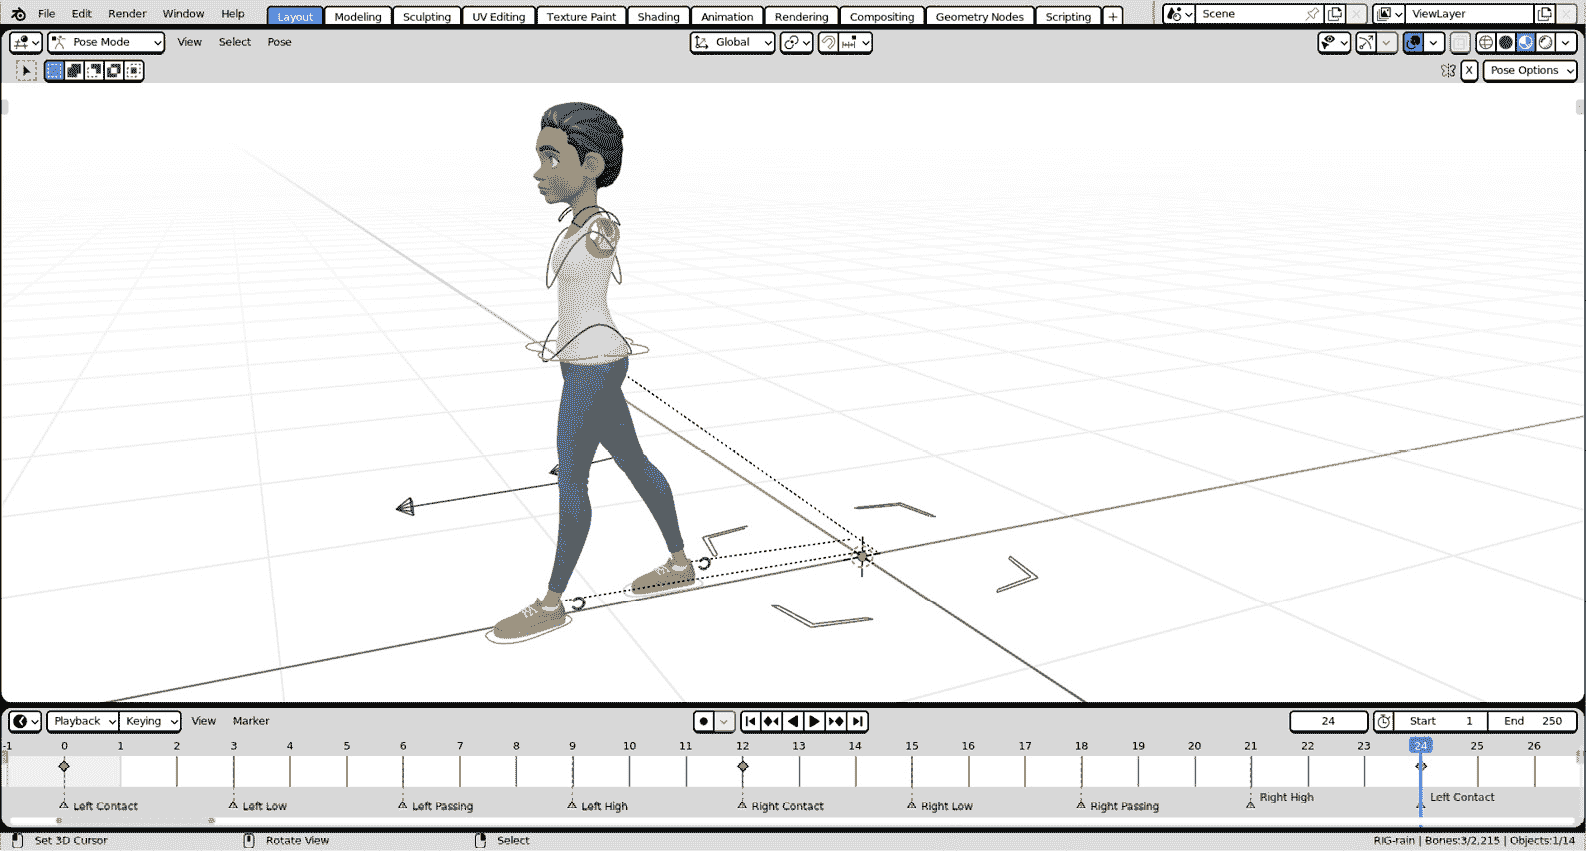 File Edit Render Window Help Layout Modeling Sculpting UV Editing Texture Paint Shading Animation Rendering Compositing Geometry Nodes Scripting + Scene ViewLayer
Pose Mode View Select Pose Global
X Pose Options
Playback Keying View Marker 24 Start 1 End 250
-1 0 1 2 3 4 5 6 7 8 9 10 11 12 13 14 15 16 17 18 19 20 21 22 23 24 25 26
Left Contact Left Low Left Passing Left High Right Contact Right Low Right Passing Right High Left Contact
Set 3D Cursor Rotate View Select RIG-rain | Bones:3/2,215 | Objects:1/14